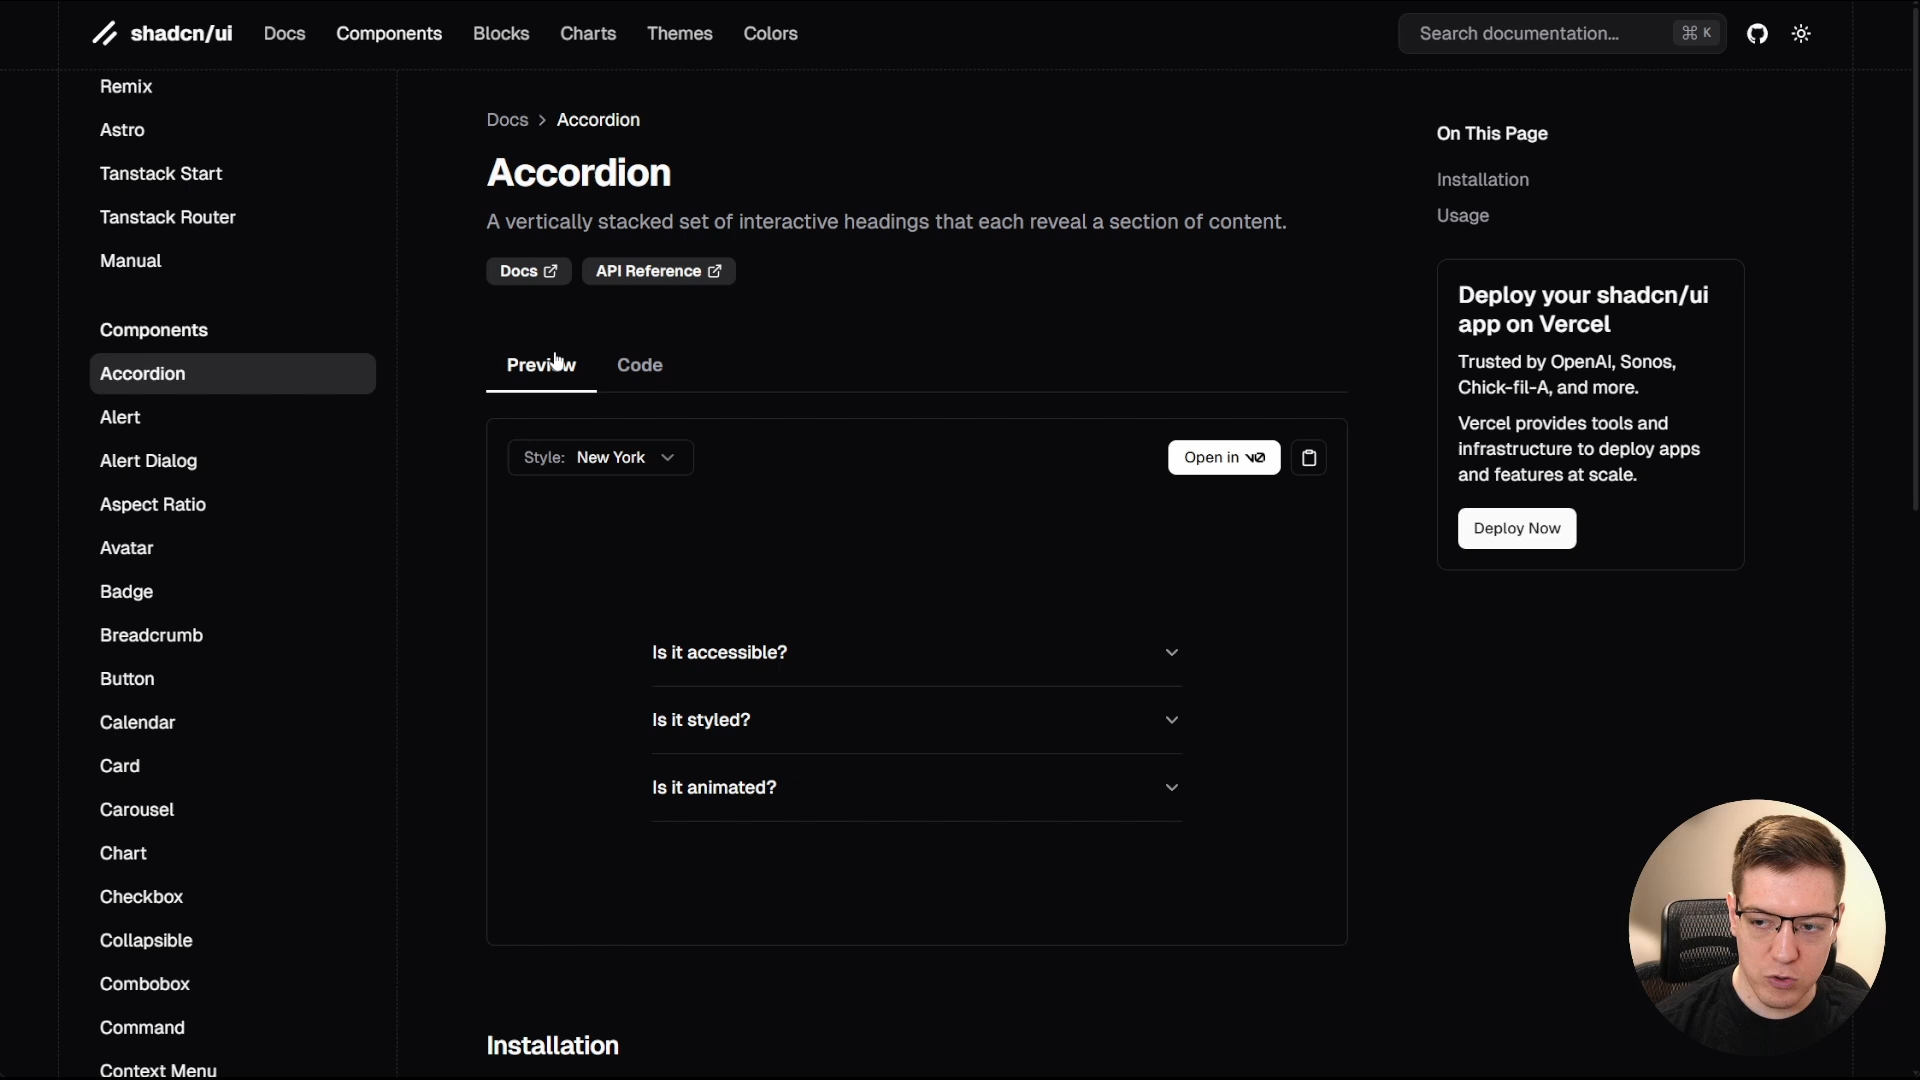 shadcn/ui
Docs
Components
Blocks
Charts
Themes
Colors
Search documentation...
⌘ K
Remix
Astro
Tanstack Start
Tanstack Router
Manual
Components
Accordion
Alert
Alert Dialog
Aspect Ratio
Avatar
Badge
Breadcrumb
Button
Calendar
Card
Carousel
Chart
Checkbox
Collapsible
Combobox
Command
Context Menu
Docs > Accordion
Accordion
A vertically stacked set of interactive headings that each reveal a section of content.
Docs
API Reference
Preview
Code
Style: New York
Open in v0
Is it accessible?
Is it styled?
Is it animated?
Installation
On This Page
Installation
Usage
Deploy your shadcn/ui
app on Vercel
Trusted by OpenAI, Sonos,
Chick-fil-A, and more.
Vercel provides tools and
infrastructure to deploy apps
and features at scale.
Deploy Now